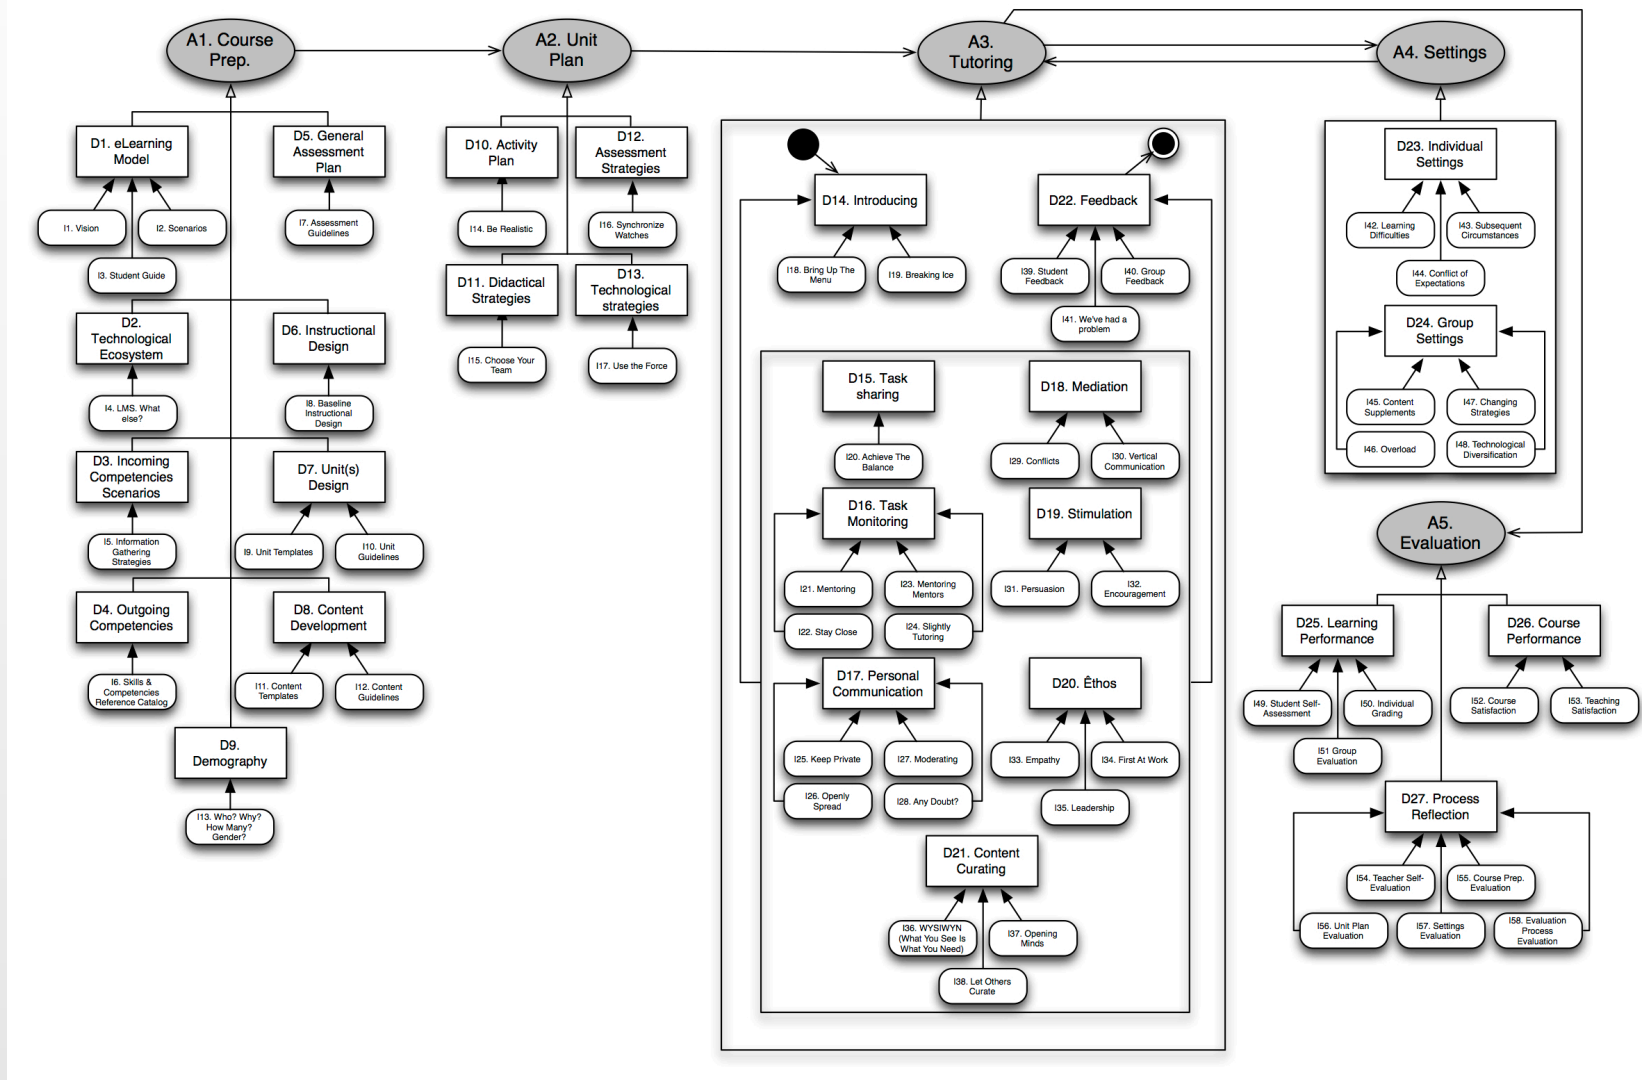 A1. Course
Prep.
A2. Unit
Plan
A3.
Tutoring
A4. Settings
D1. eLearning
Model
D5. General
Assessment
Plan
I1. Vision
I2. Scenarios
I3. Student Guide
I7. Assessment
Guidelines
D2.
Technological
Ecosystem
D6. Instructional
Design
I4. LMS. What
else?
I8. Baseline
Instructional
Design
D3. Incoming
Competencies
Scenarios
D7. Unit(s)
Design
I5. Information
Gathering
Strategies
I9. Unit Templates
I10. Unit
Guidelines
D4. Outgoing
Competencies
D8. Content
Development
I6. Skills &
Competencies
Reference Catalog
I11. Content
Templates
I12. Content
Guidelines
D9.
Demography
I13. Who? Why?
How Many?
Gender?
D10. Activity
Plan
D12.
Assessment
Strategies
I14. Be Realistic
I16. Synchronize
Watches
D11. Didactical
Strategies
D13.
Technological
strategies
I15. Choose Your
Team
I17. Use the Force
D14. Introducing
D22. Feedback
I18. Bring Up The
Menu
I19. Breaking Ice
I39. Student
Feedback
I40. Group
Feedback
I41. We've had a
problem
D15. Task
sharing
D18. Mediation
I20. Achieve The
Balance
I29. Conflicts
I30. Vertical
Communication
D16. Task
Monitoring
D19. Stimulation
I21. Mentoring
I23. Mentoring
Mentors
I22. Stay Close
I24. Slightly
Tutoring
I31. Persuasion
I32.
Encouragement
D17. Personal
Communication
D20. Êthos
I25. Keep Private
I27. Moderating
I26. Openly
Spread
I28. Any Doubt?
I33. Empathy
I34. First At Work
I35. Leadership
D21. Content
Curating
I36. WYSIWYN
(What You See Is
What You Need)
I37. Opening
Minds
I38. Let Others
Curate
D23. Individual
Settings
I42. Learning
Difficulties
I43. Subsequent
Circumstances
I44. Conflict of
Expectations
D24. Group
Settings
I45. Content
Supplements
I47. Changing
Strategies
I46. Overload
I48. Technological
Diversification
A5.
Evaluation
D25. Learning
Performance
D26. Course
Performance
I49. Student Self-
Assessment
I50. Individual
Grading
I51 Group
Evaluation
I52. Course
Satisfaction
I53. Teaching
Satisfaction
D27. Process
Reflection
I54. Teacher Self-
Evaluation
I55. Course Prep.
Evaluation
I56. Unit Plan
Evaluation
I57. Settings
Evaluation
I58. Evaluation
Process
Evaluation